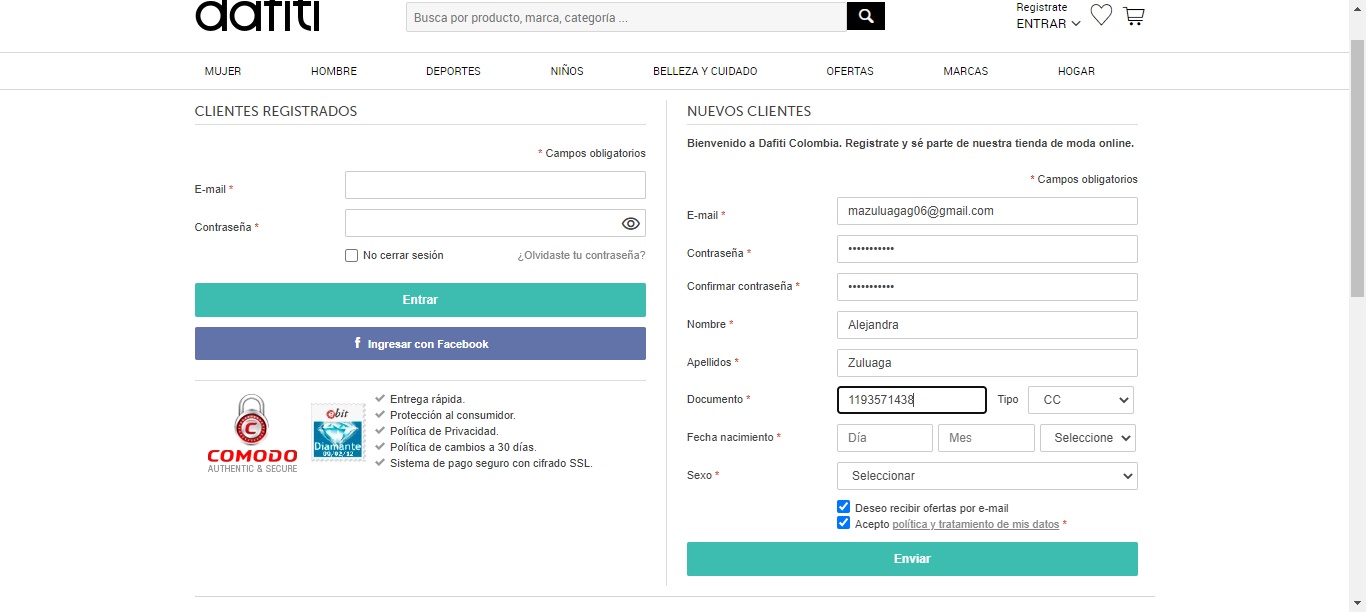 dafiti
Busca por producto, marca, categoría ...
Registrate
ENTRAR
MUJER HOMBRE DEPORTES NIÑOS BELLEZA Y CUIDADO OFERTAS MARCAS HOGAR
CLIENTES REGISTRADOS
* Campos obligatorios
E-mail *
Contraseña *
No cerrar sesión ¿Olvidaste tu contraseña?
Entrar
f Ingresar con Facebook
COMODO
AUTHENTIC & SECURE
ebit
Diamante
09/02/12
Entrega rápida.
Protección al consumidor.
Política de Privacidad.
Política de cambios a 30 días.
Sistema de pago seguro con cifrado SSL.
NUEVOS CLIENTES
Bienvenido a Dafiti Colombia. Registrate y sé parte de nuestra tienda de moda online.
* Campos obligatorios
E-mail * mazuluagag06@gmail.com
Contraseña * •••••••••••
Confirmar contraseña * •••••••••••
Nombre * Alejandra
Apellidos * Zuluaga
Documento * 1193571438 Tipo CC
Fecha nacimiento * Día Mes Seleccione
Sexo * Seleccionar
Deseo recibir ofertas por e-mail
Acepto política y tratamiento de mis datos *
Enviar